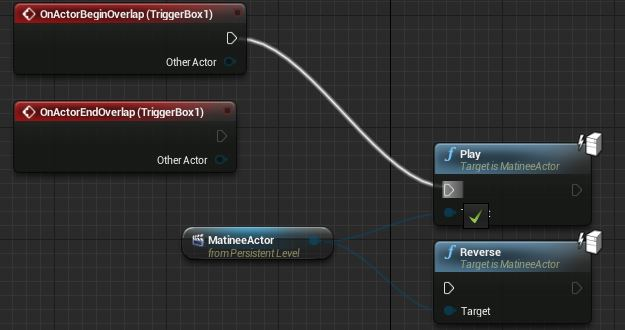 OnActorBeginOverlap (TriggerBox1)
Other Actor
OnActorEndOverlap (TriggerBox1)
Other Actor
f Play
Target is MatineeActor
MatineeActor
from Persistent Level
f Reverse
Target is MatineeActor
Target